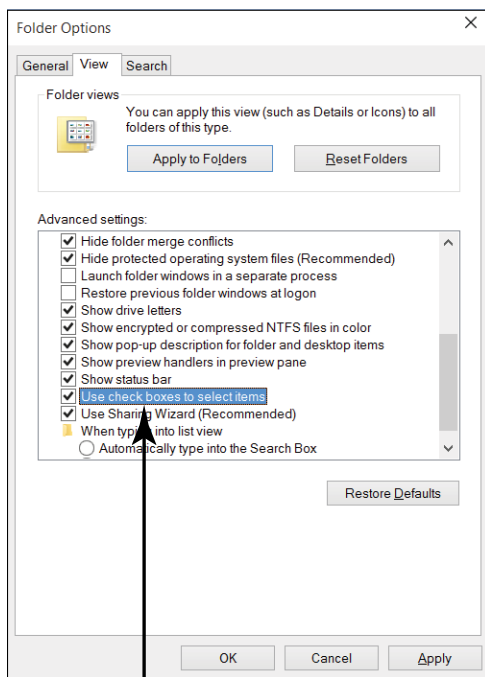 Folder Options
General View Search
Folder views
You can apply this view (such as Details or Icons) to all
folders of this type.
Apply to Folders Reset Folders
Advanced settings:
Hide folder merge conflicts
Hide protected operating system files (Recommended)
Launch folder windows in a separate process
Restore previous folder windows at logon
Show drive letters
Show encrypted or compressed NTFS files in color
Show pop-up description for folder and desktop items
Show preview handlers in preview pane
Show status bar
Use check boxes to select items
Use Sharing Wizard (Recommended)
When typing into list view
Automatically type into the Search Box
Restore Defaults
OK Cancel Apply